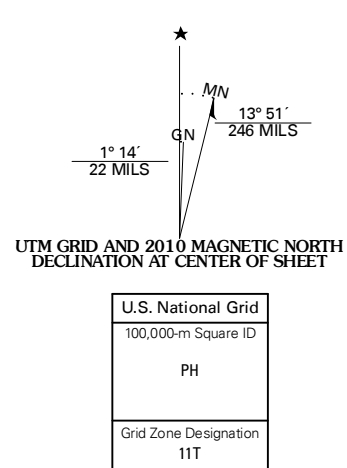 MN
13° 51´
246 MILS
GN
1° 14´
22 MILS
UTM GRID AND 2010 MAGNETIC NORTH
DECLINATION AT CENTER OF SHEET
U.S. National Grid
100,000-m Square ID
PH
Grid Zone Designation
11T